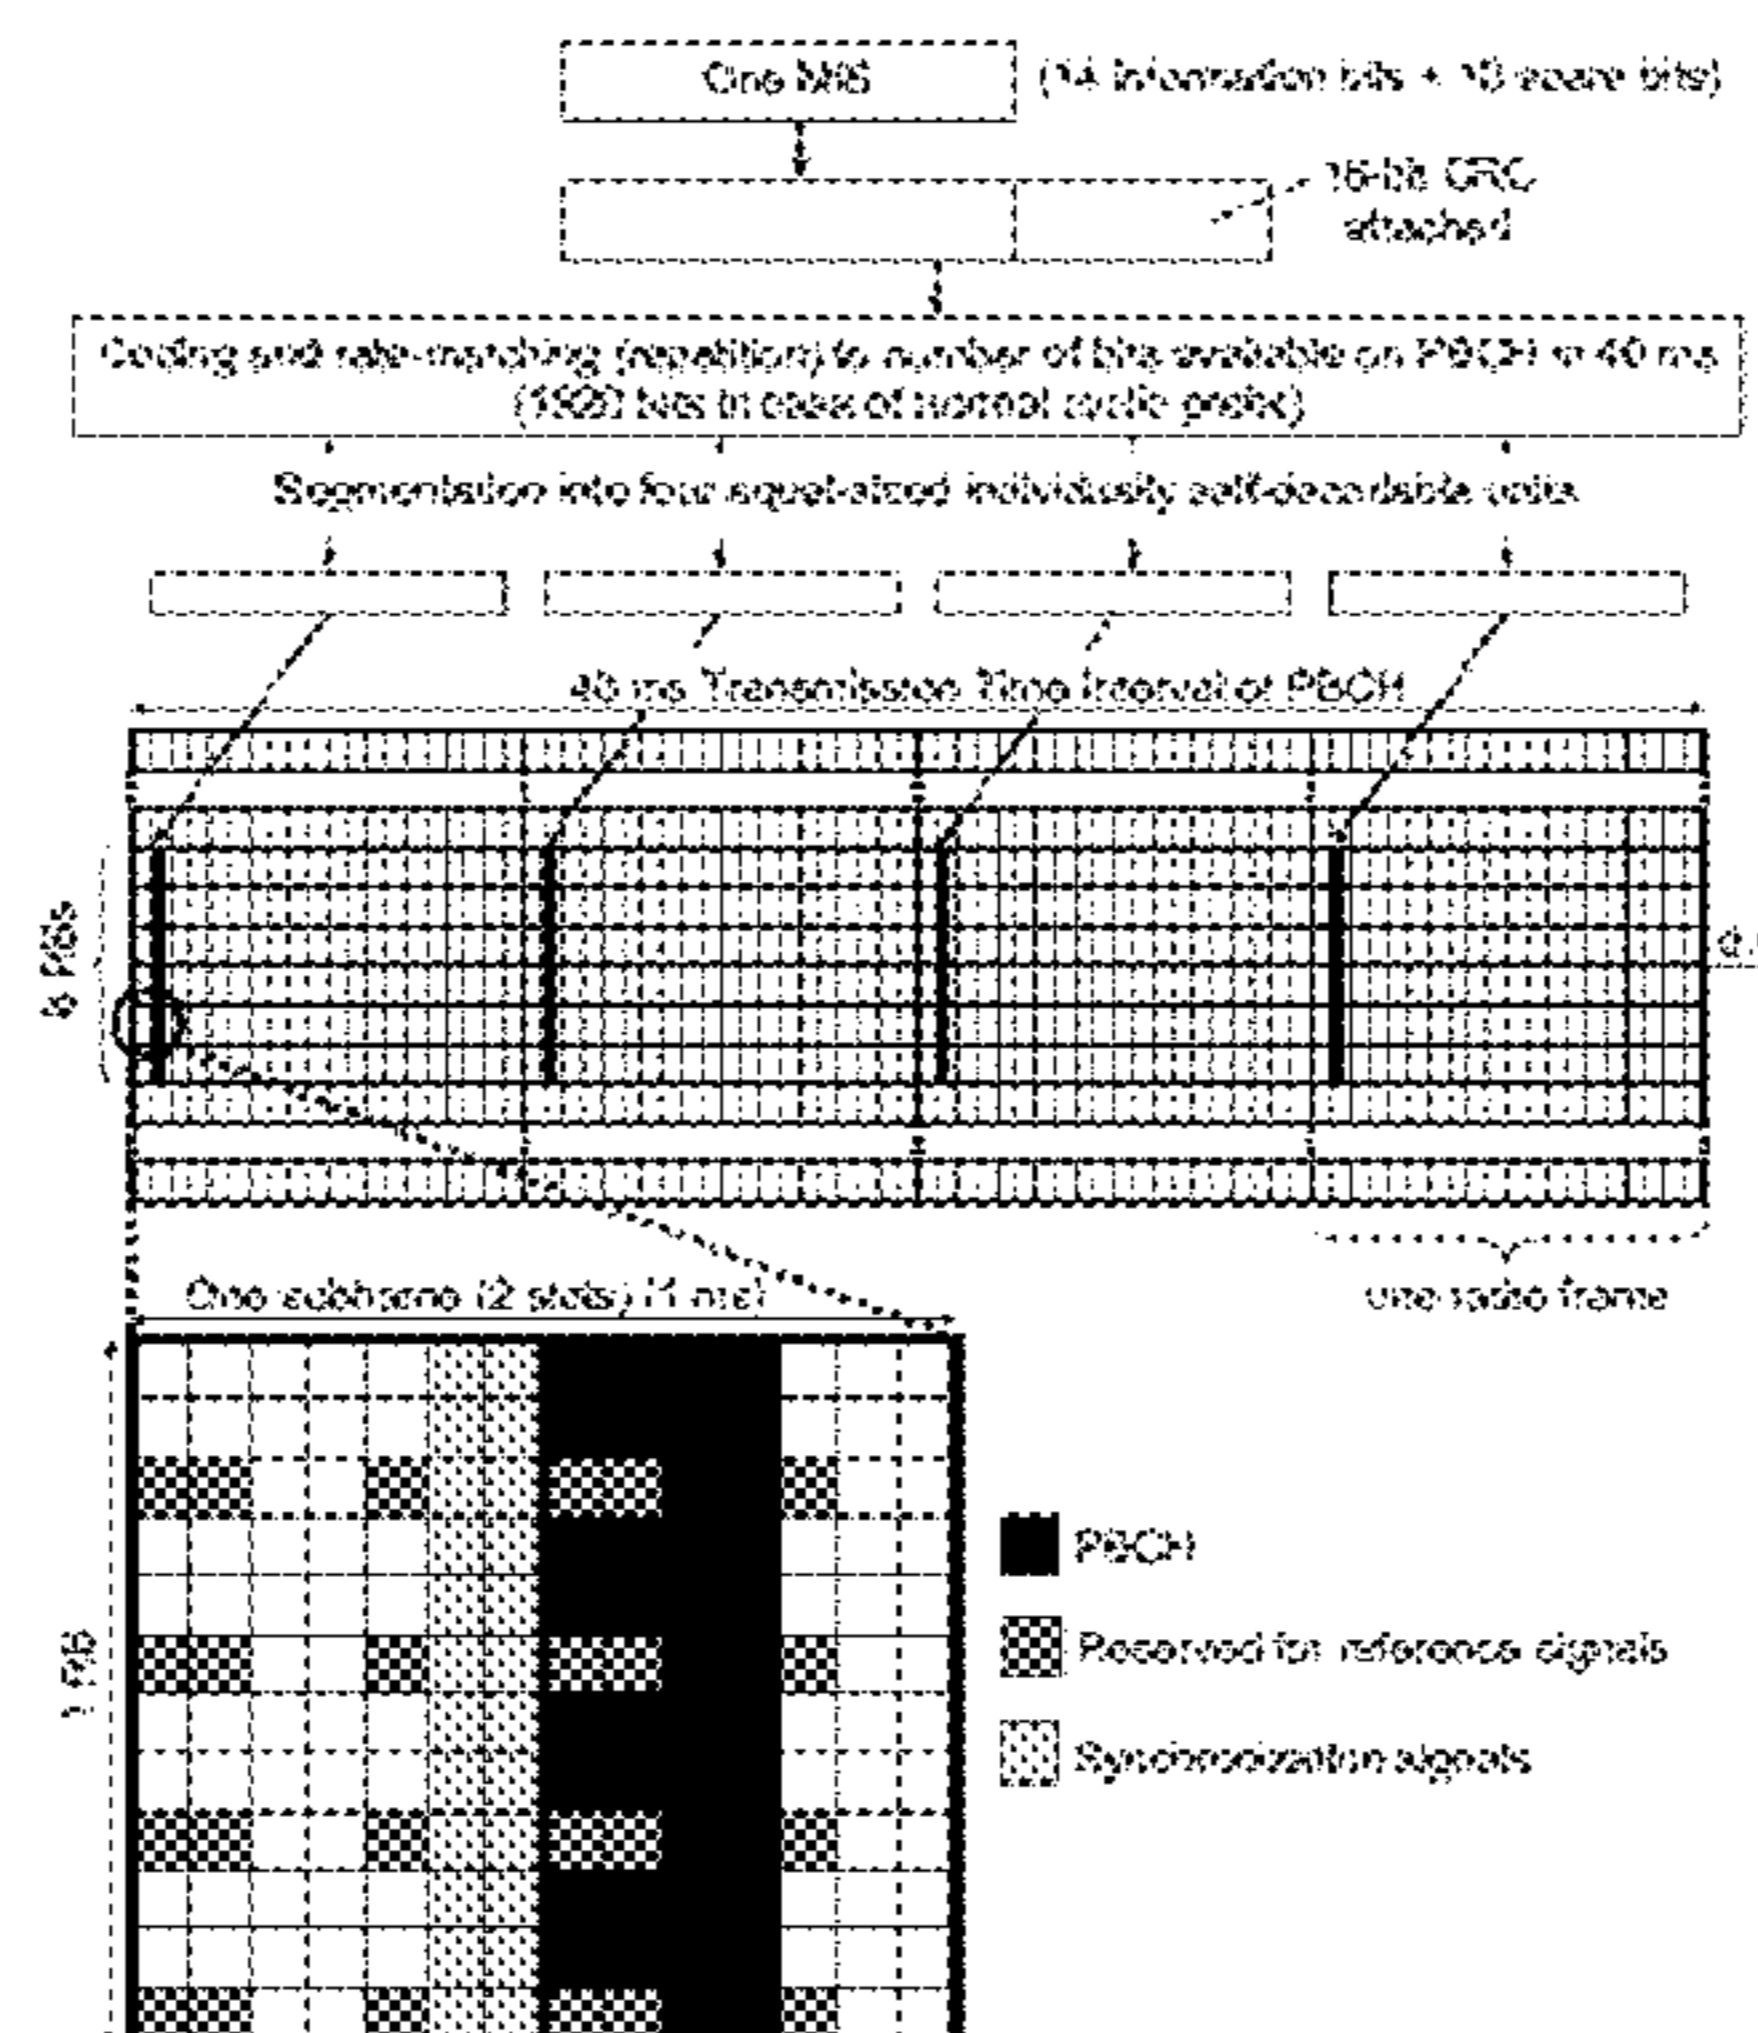 One MIB
(14 information bits + 10 spare bits)
16-bit CRC
attached
Coding and rate-matching (repetition) to number of bits available on PBCH in 40 ms
(1920 bits in case of normal cyclic prefix)
Segmentation into four equal-sized individually self-decodable units
40 ms Transmission Time Interval of PBCH
6 RBs
One subframe (2 slots) (1 ms)
one radio frame
1 RB
PBCH
Reserved for reference signals
Synchronization signals